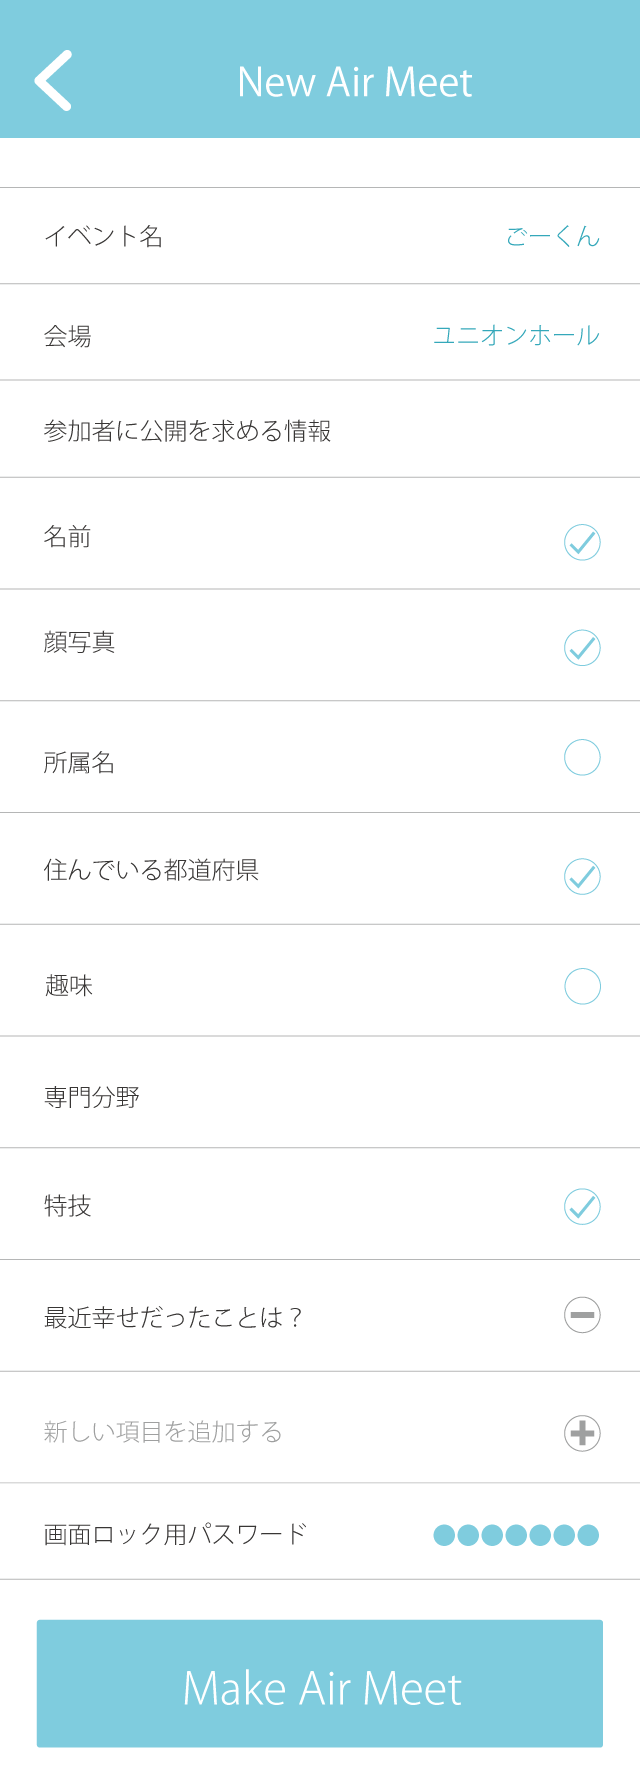 New Air Meet
イベント名 ごーくん
会場 ユニオンホール
参加者に公開を求める情報
名前
顔写真
所属名
住んでいる都道府県
趣味
専門分野
特技
最近幸せだったことは？
新しい項目を追加する
画面ロック用パスワード
Make Air Meet